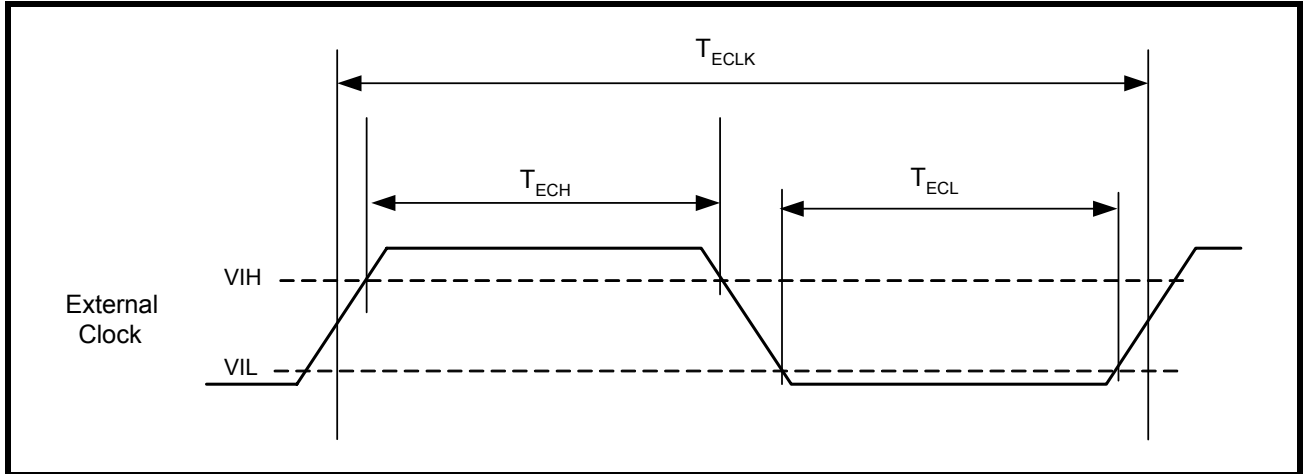 T_ECLK
T_ECH
T_ECL
VIH
External
Clock
VIL